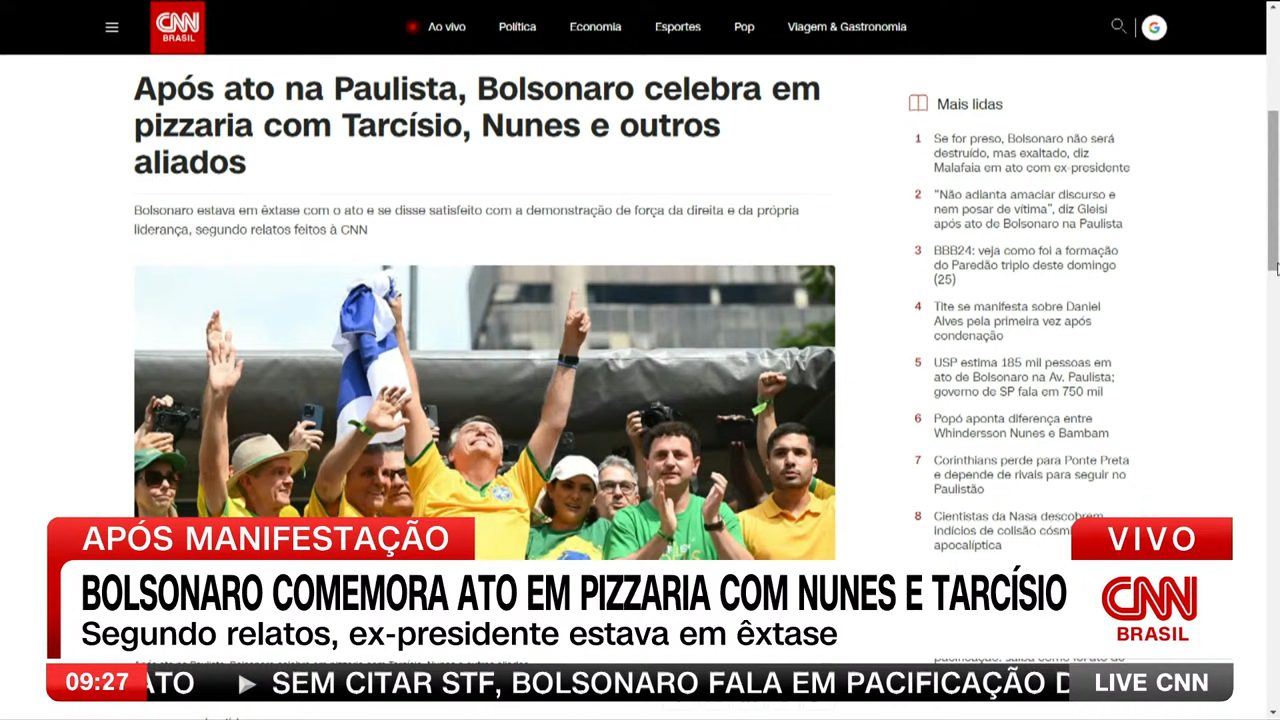 CNN
BRASIL
Ao vivo
Política
Economia
Esportes
Pop
Viagem & Gastronomia
G
Após ato na Paulista, Bolsonaro celebra em
pizzaria com Tarcísio, Nunes e outros
aliados
Bolsonaro estava em êxtase com o ato e se disse satisfeito com a demonstração de força da direita e da própria
liderança, segundo relatos feitos à CNN
Mais lidas
1 Se for preso, Bolsonaro não será
destruído, mas exaltado, diz
Malafaia em ato com ex-presidente
2 "Não adianta amaciar discurso e
nem posar de vítima", diz Gleisi
após ato de Bolsonaro na Paulista
3 BBB24: veja como foi a formação
do Paredão triplo deste domingo
(25)
4 Tite se manifesta sobre Daniel
Alves pela primeira vez após
condenação
5 USP estima 185 mil pessoas em
ato de Bolsonaro na Av. Paulista;
governo de SP fala em 750 mil
6 Popó aponta diferença entre
Whindersson Nunes e Bambam
7 Corinthians perde para Ponte Preta
e depende de rivais para seguir no
Paulistão
8 Cientistas da Nasa descobrem
indícios de colisão
apocalíptica
APÓS MANIFESTAÇÃO
VIVO
BOLSONARO COMEMORA ATO EM PIZZARIA COM NUNES E TARCÍSIO
Segundo relatos, ex-presidente estava em êxtase
CNN
BRASIL
09:27
ATO SEM CITAR STF, BOLSONARO FALA EM PACIFICAÇÃO D
LIVE CNN